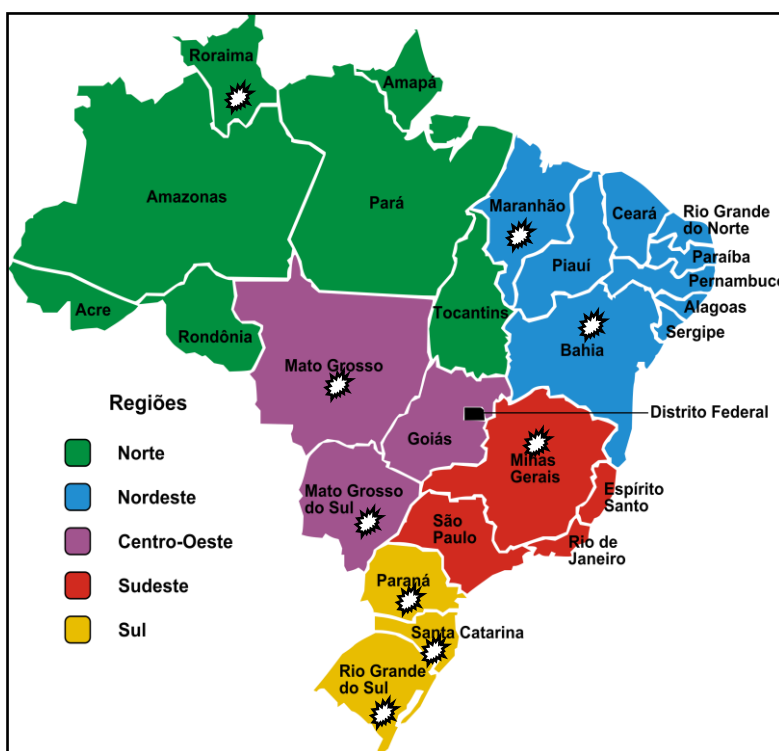 Roraima
Amapá
Amazonas
Pará
Maranhão
Ceará
Rio Grande
do Norte
Paraíba
Piauí
Pernambuco
Acre
Rondônia
Tocantins
Alagoas
Sergipe
Bahia
Mato Grosso
Distrito Federal
Goiás
Minas
Gerais
Mato Grosso
do Sul
Espírito
Santo
São
Paulo
Rio de
Janeiro
Paraná
Santa Catarina
Rio Grande
do Sul
Regiões
Norte
Nordeste
Centro-Oeste
Sudeste
Sul